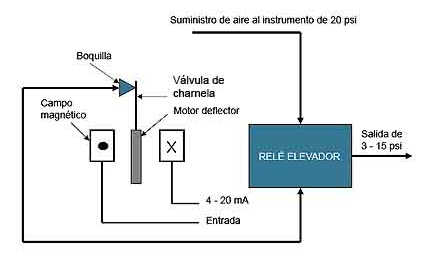 Suministro de aire al instrumento de 20 psi
Boquilla
Válvula de
charnela
Campo
magnético
Motor deflector
X
RELÉ ELEVADOR
Salida de
3 - 15 psi
4 - 20 mA
Entrada